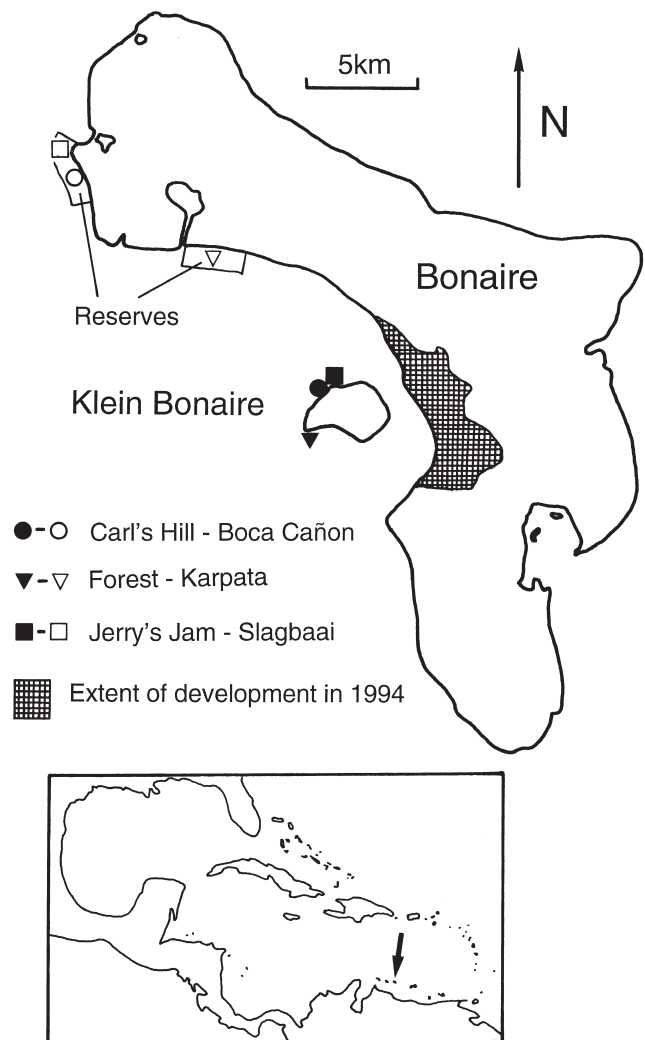 5km
N
Bonaire
Reserves
Klein Bonaire
Carl's Hill - Boca Cañon
Forest - Karpata
Jerry's Jam - Slagbaai
Extent of development in 1994